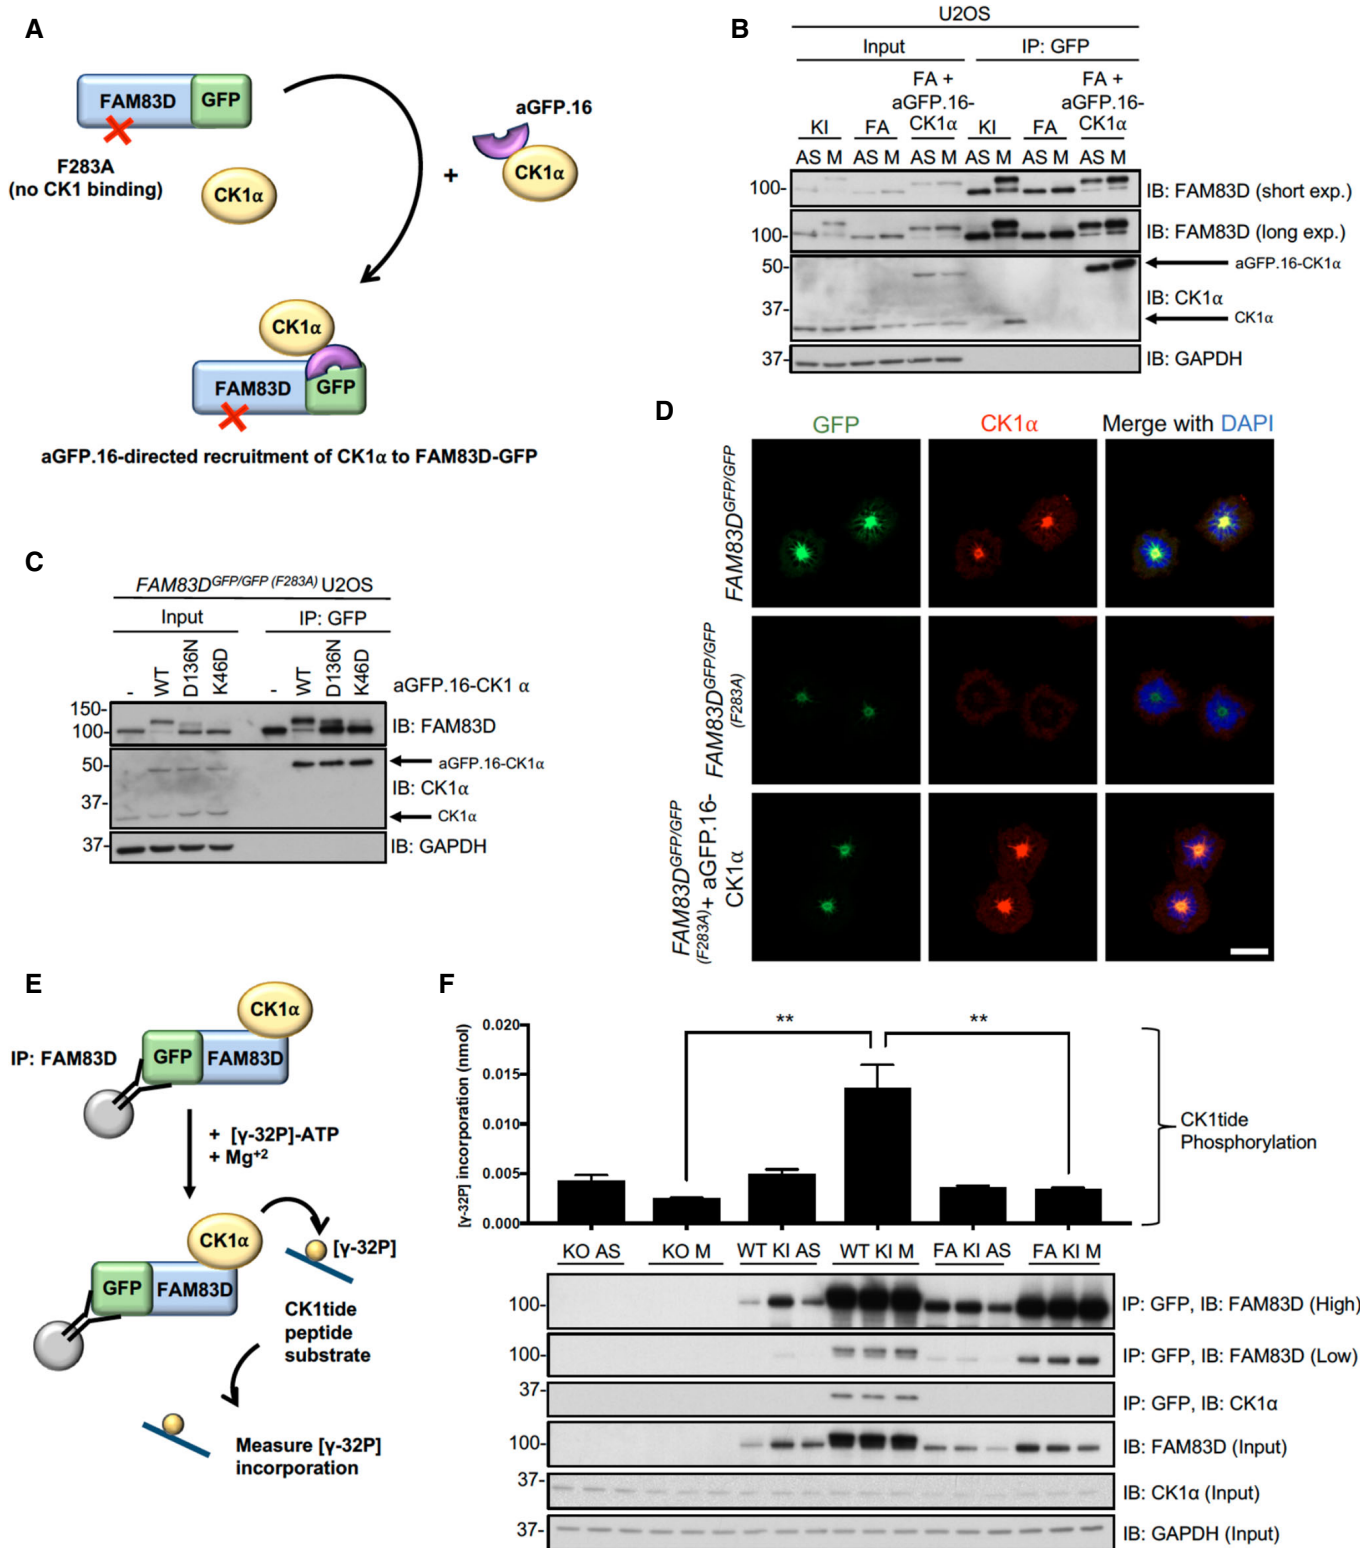 A
FAM83D
GFP
F283A
(no CK1 binding)
CK1α
+
aGFP.16
CK1α
CK1α
FAM83D
GFP
aGFP.16-directed recruitment of CK1α to FAM83D-GFP
B
U2OS
Input
IP: GFP
FA +
aGFP.16-
CK1α
FA +
aGFP.16-
CK1α
KI
FA
KI
FA
AS M AS M AS M AS M AS M AS M
100-
IB: FAM83D (short exp.)
100-
IB: FAM83D (long exp.)
50-
aGFP.16-CK1α
IB: CK1α
37-
CK1α
37-
IB: GAPDH
C
FAM83D^GFP/GFP (F283A) U2OS
Input
IP: GFP
-
WT
D136N
K46D
-
WT
D136N
K46D
aGFP.16-CK1 α
150-
100-
IB: FAM83D
50-
aGFP.16-CK1α
IB: CK1α
37-
CK1α
37-
IB: GAPDH
D
GFP
CK1α
Merge with DAPI
FAM83D^GFP/GFP
FAM83D^GFP/GFP
(F283A)
FAM83D^GFP/GFP
(F283A)+ aGFP.16-
CK1α
E
CK1α
IP: FAM83D
GFP
FAM83D
+ [γ-32P]-ATP
+ Mg+2
CK1α
[γ-32P]
GFP
FAM83D
CK1tide
peptide
substrate
Measure [γ-32P]
incorporation
F
[γ-32P] incorporation (nmol)
0.020
0.015
0.010
0.005
0.000
**
**
CK1tide
Phosphorylation
KO AS
KO M
WT KI AS
WT KI M
FA KI AS
FA KI M
100-
IP: GFP, IB: FAM83D (High)
100-
IP: GFP, IB: FAM83D (Low)
37-
IP: GFP, IB: CK1α
100-
IB: FAM83D (Input)
37-
IB: CK1α (Input)
37-
IB: GAPDH (Input)